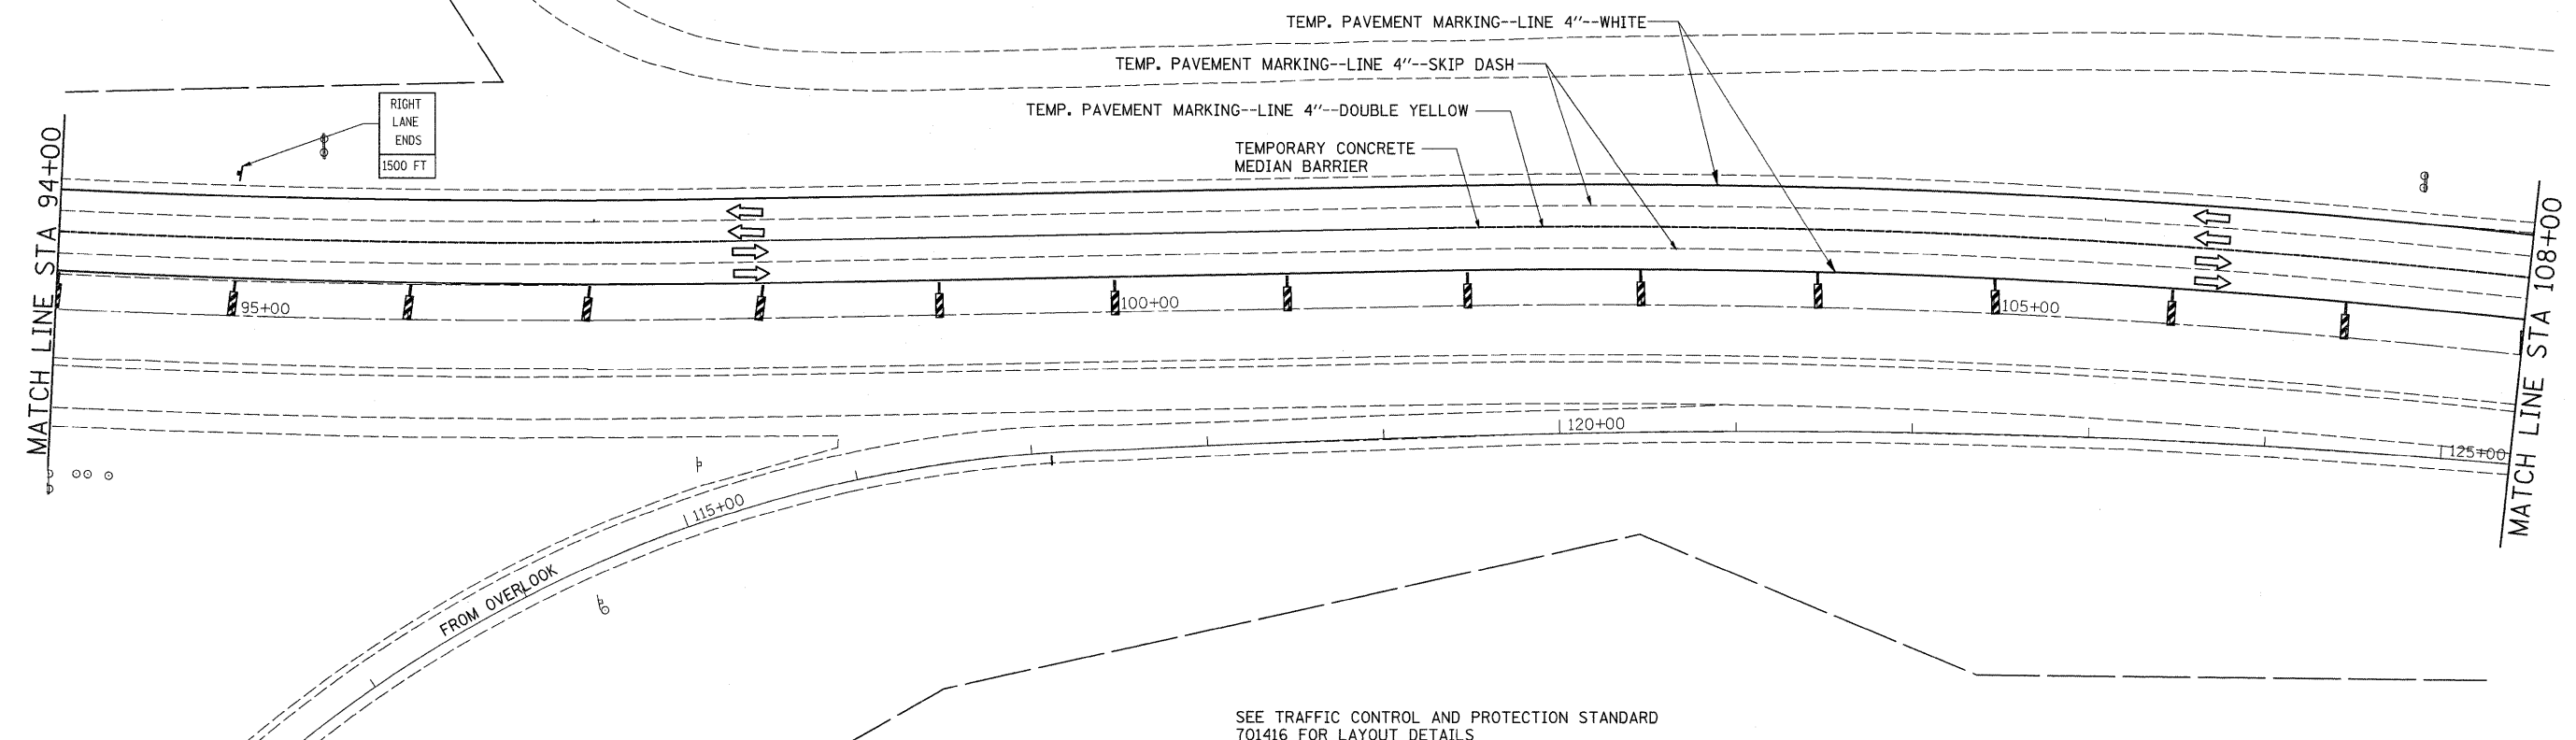 TEMP. PAVEMENT MARKING--LINE 4"--WHITE
TEMP. PAVEMENT MARKING--LINE 4"--SKIP DASH
TEMP. PAVEMENT MARKING--LINE 4"--DOUBLE YELLOW
TEMPORARY CONCRETE
MEDIAN BARRIER
RIGHT
LANE
ENDS
1500 FT
MATCH LINE STA 94+00
MATCH LINE STA 108+00
95+00
100+00
105+00
115+00
120+00
125+00
FROM OVERLOOK
SEE TRAFFIC CONTROL AND PROTECTION STANDARD
701416 FOR LAYOUT DETAILS